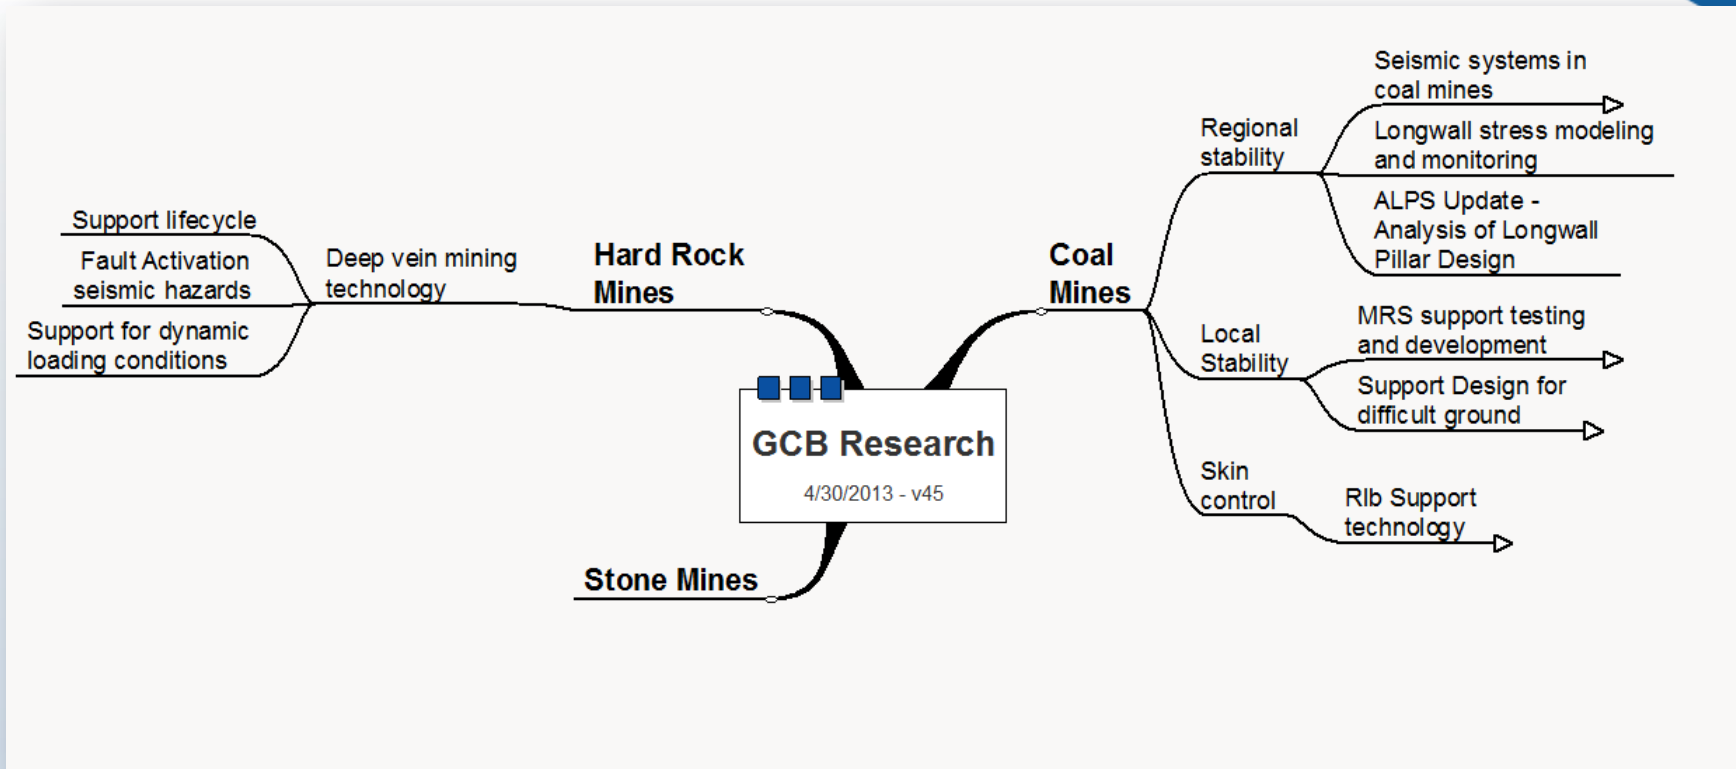 Seismic systems in
coal mines
Longwall stress modeling
and monitoring
ALPS Update -
Analysis of Longwall
Pillar Design
Regional
stability
Coal
Mines
MRS support testing
and development
Local
Stability
Support Design for
difficult ground
Skin
control
RIb Support
technology
Hard Rock
Mines
Deep vein mining
technology
Support lifecycle
Fault Activation
seismic hazards
Support for dynamic
loading conditions
GCB Research
4/30/2013 - v45
Stone Mines